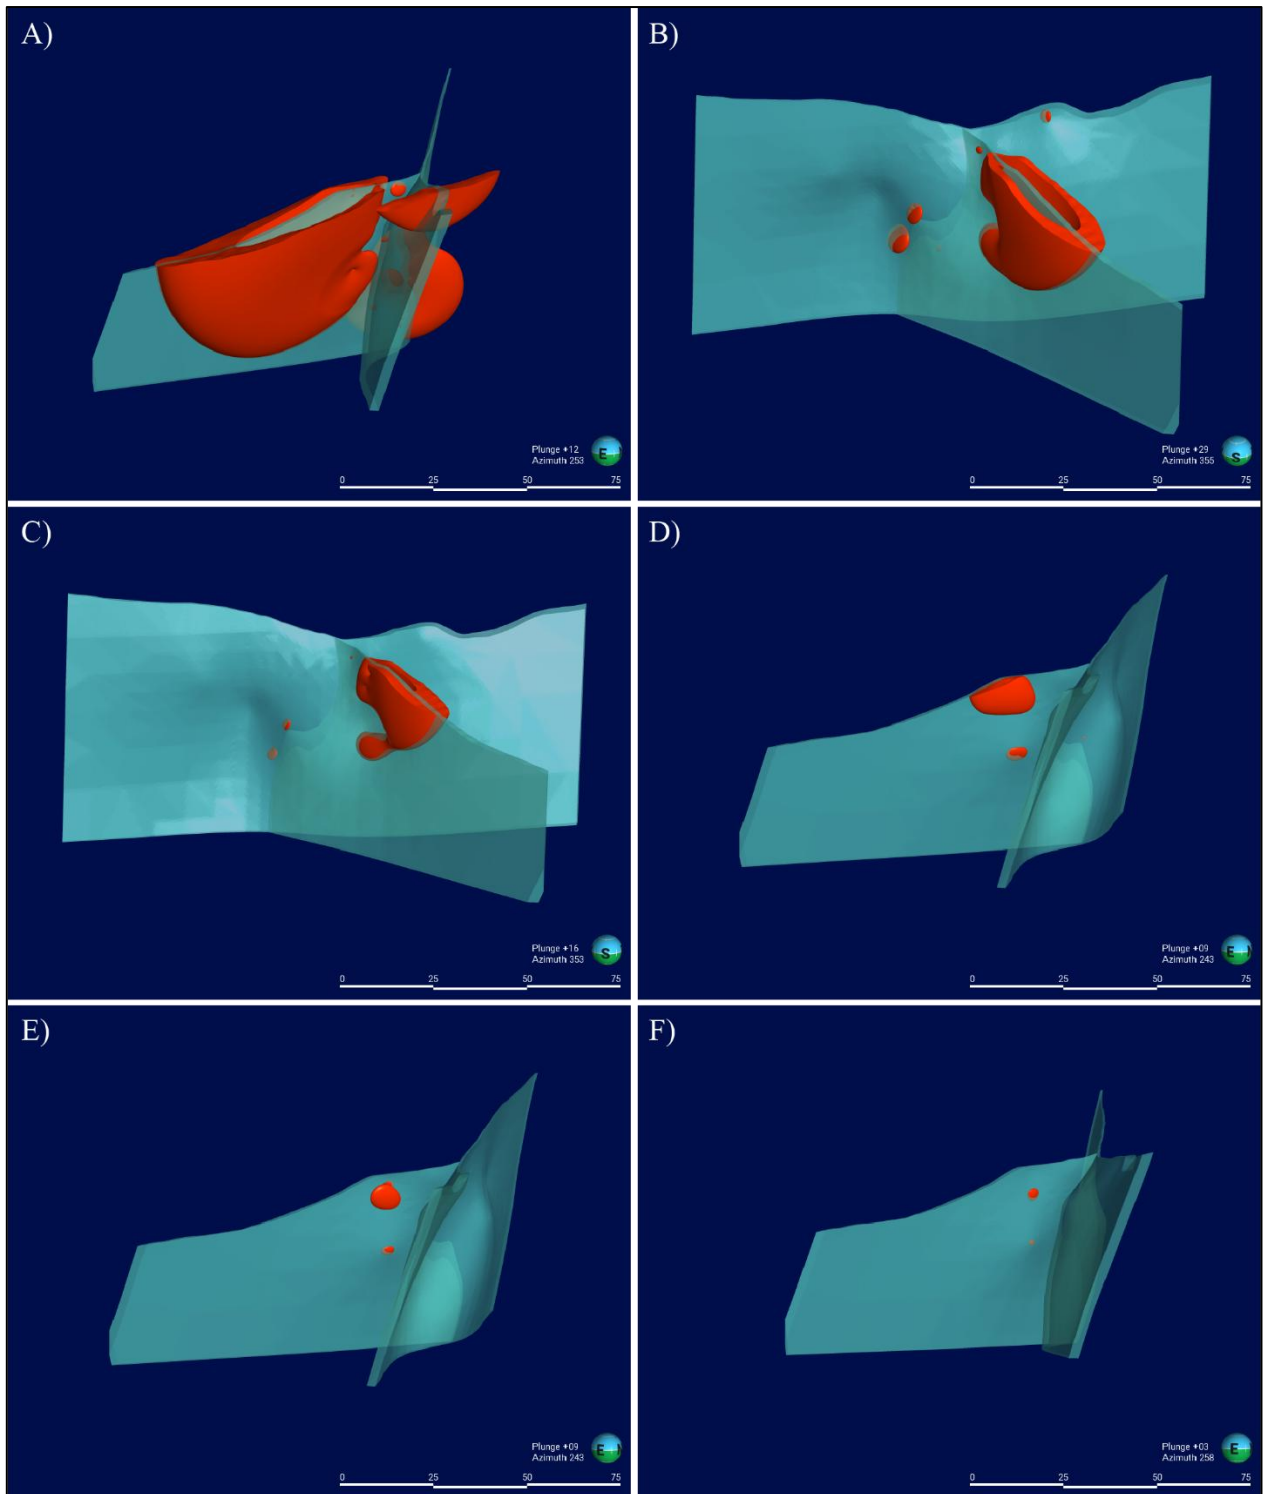 A)
Plunge +12
Azimuth 253
E
0 25 50 75
B)
Plunge +29
Azimuth 355
S
0 25 50 75
C)
Plunge +16
Azimuth 353
S
0 25 50 75
D)
Plunge +09
Azimuth 243
E
0 25 50 75
E)
Plunge +09
Azimuth 243
E
0 25 50 75
F)
Plunge +03
Azimuth 258
E
0 25 50 75